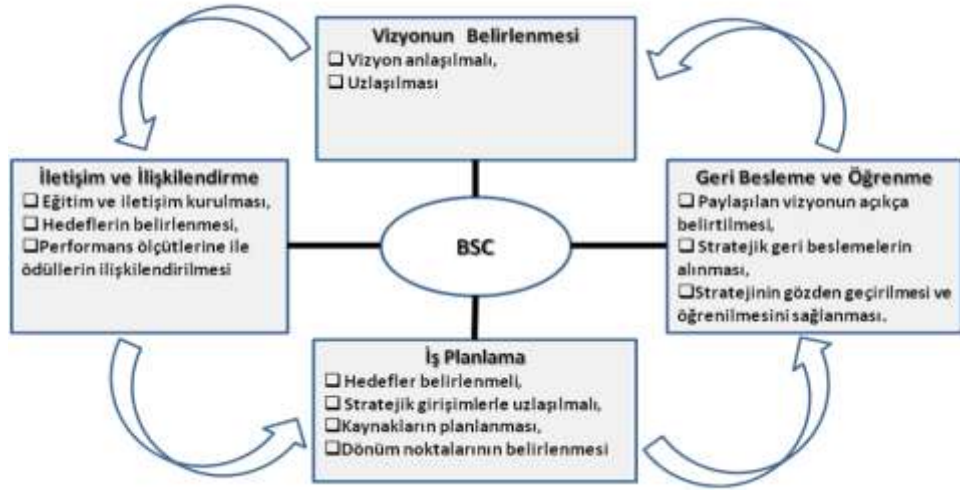 Vizyonun Belirlenmesi
❑ Vizyon anlaşılmalı,
❑ Uzlaşılması
İletişim ve İlişkilendirme
❑ Eğitim ve iletişim kurulması,
❑ Hedeflerin belirlenmesi,
❑Performans ölçütlerine ile
ödüllerin ilişkilendirilmesi
BSC
Geri Besleme ve Öğrenme
❑ Paylaşılan vizyonun açıkça
belirtilmesi,
❑ Stratejik geri beslemelerin
alınması,
❑Stratejinin gözden geçirilmesi ve
öğrenilmesini sağlanması.
İş Planlama
❑ Hedefler belirlenmeli,
❑ Stratejik girişimlerle uzlaşılmalı,
❑Kaynakların planlanması,
❑Dönüm noktalarının belirlenmesi